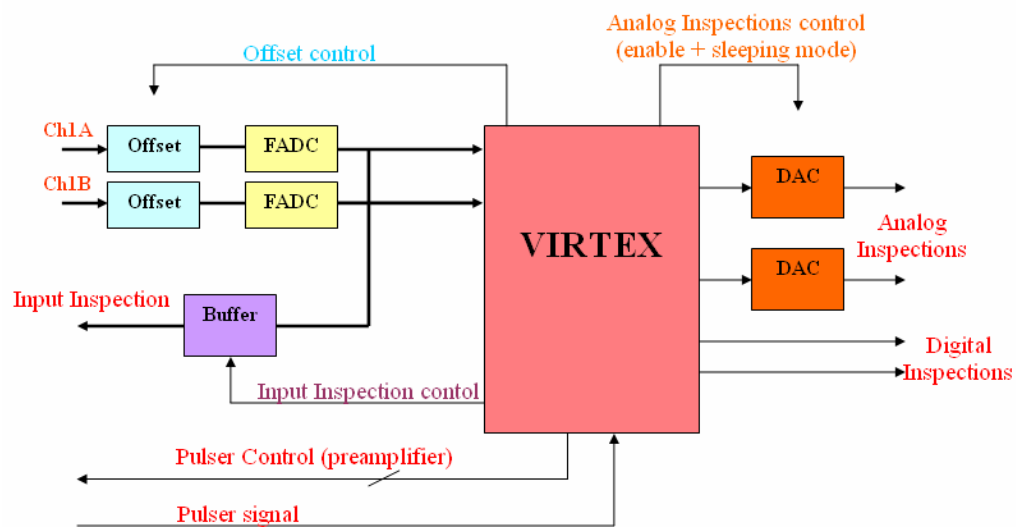 Analog Inspections control
(enable + sleeping mode)
Offset control
Ch1A
Offset
FADC
Ch1B
Offset
FADC
DAC
VIRTEX
Analog
Inspections
DAC
Input Inspection
Buffer
Digital
Inspections
Input Inspection contol
Pulser Control (preamplifier)
Pulser signal